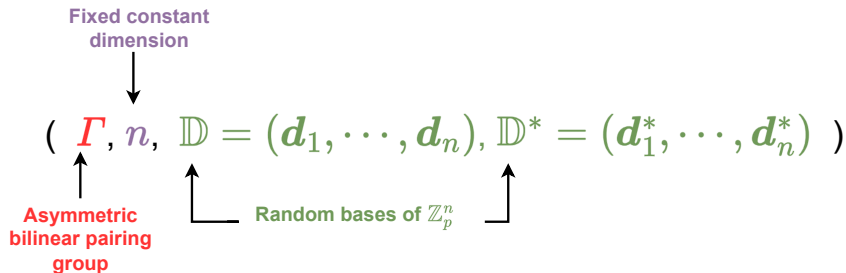 Fixed constant
dimension
( Γ, n, 𝔻 = (d₁, ⋯, dₙ), 𝔻* = (d₁*, ⋯, dₙ*) )
Random bases of ℤₚⁿ
Asymmetric
bilinear pairing
group